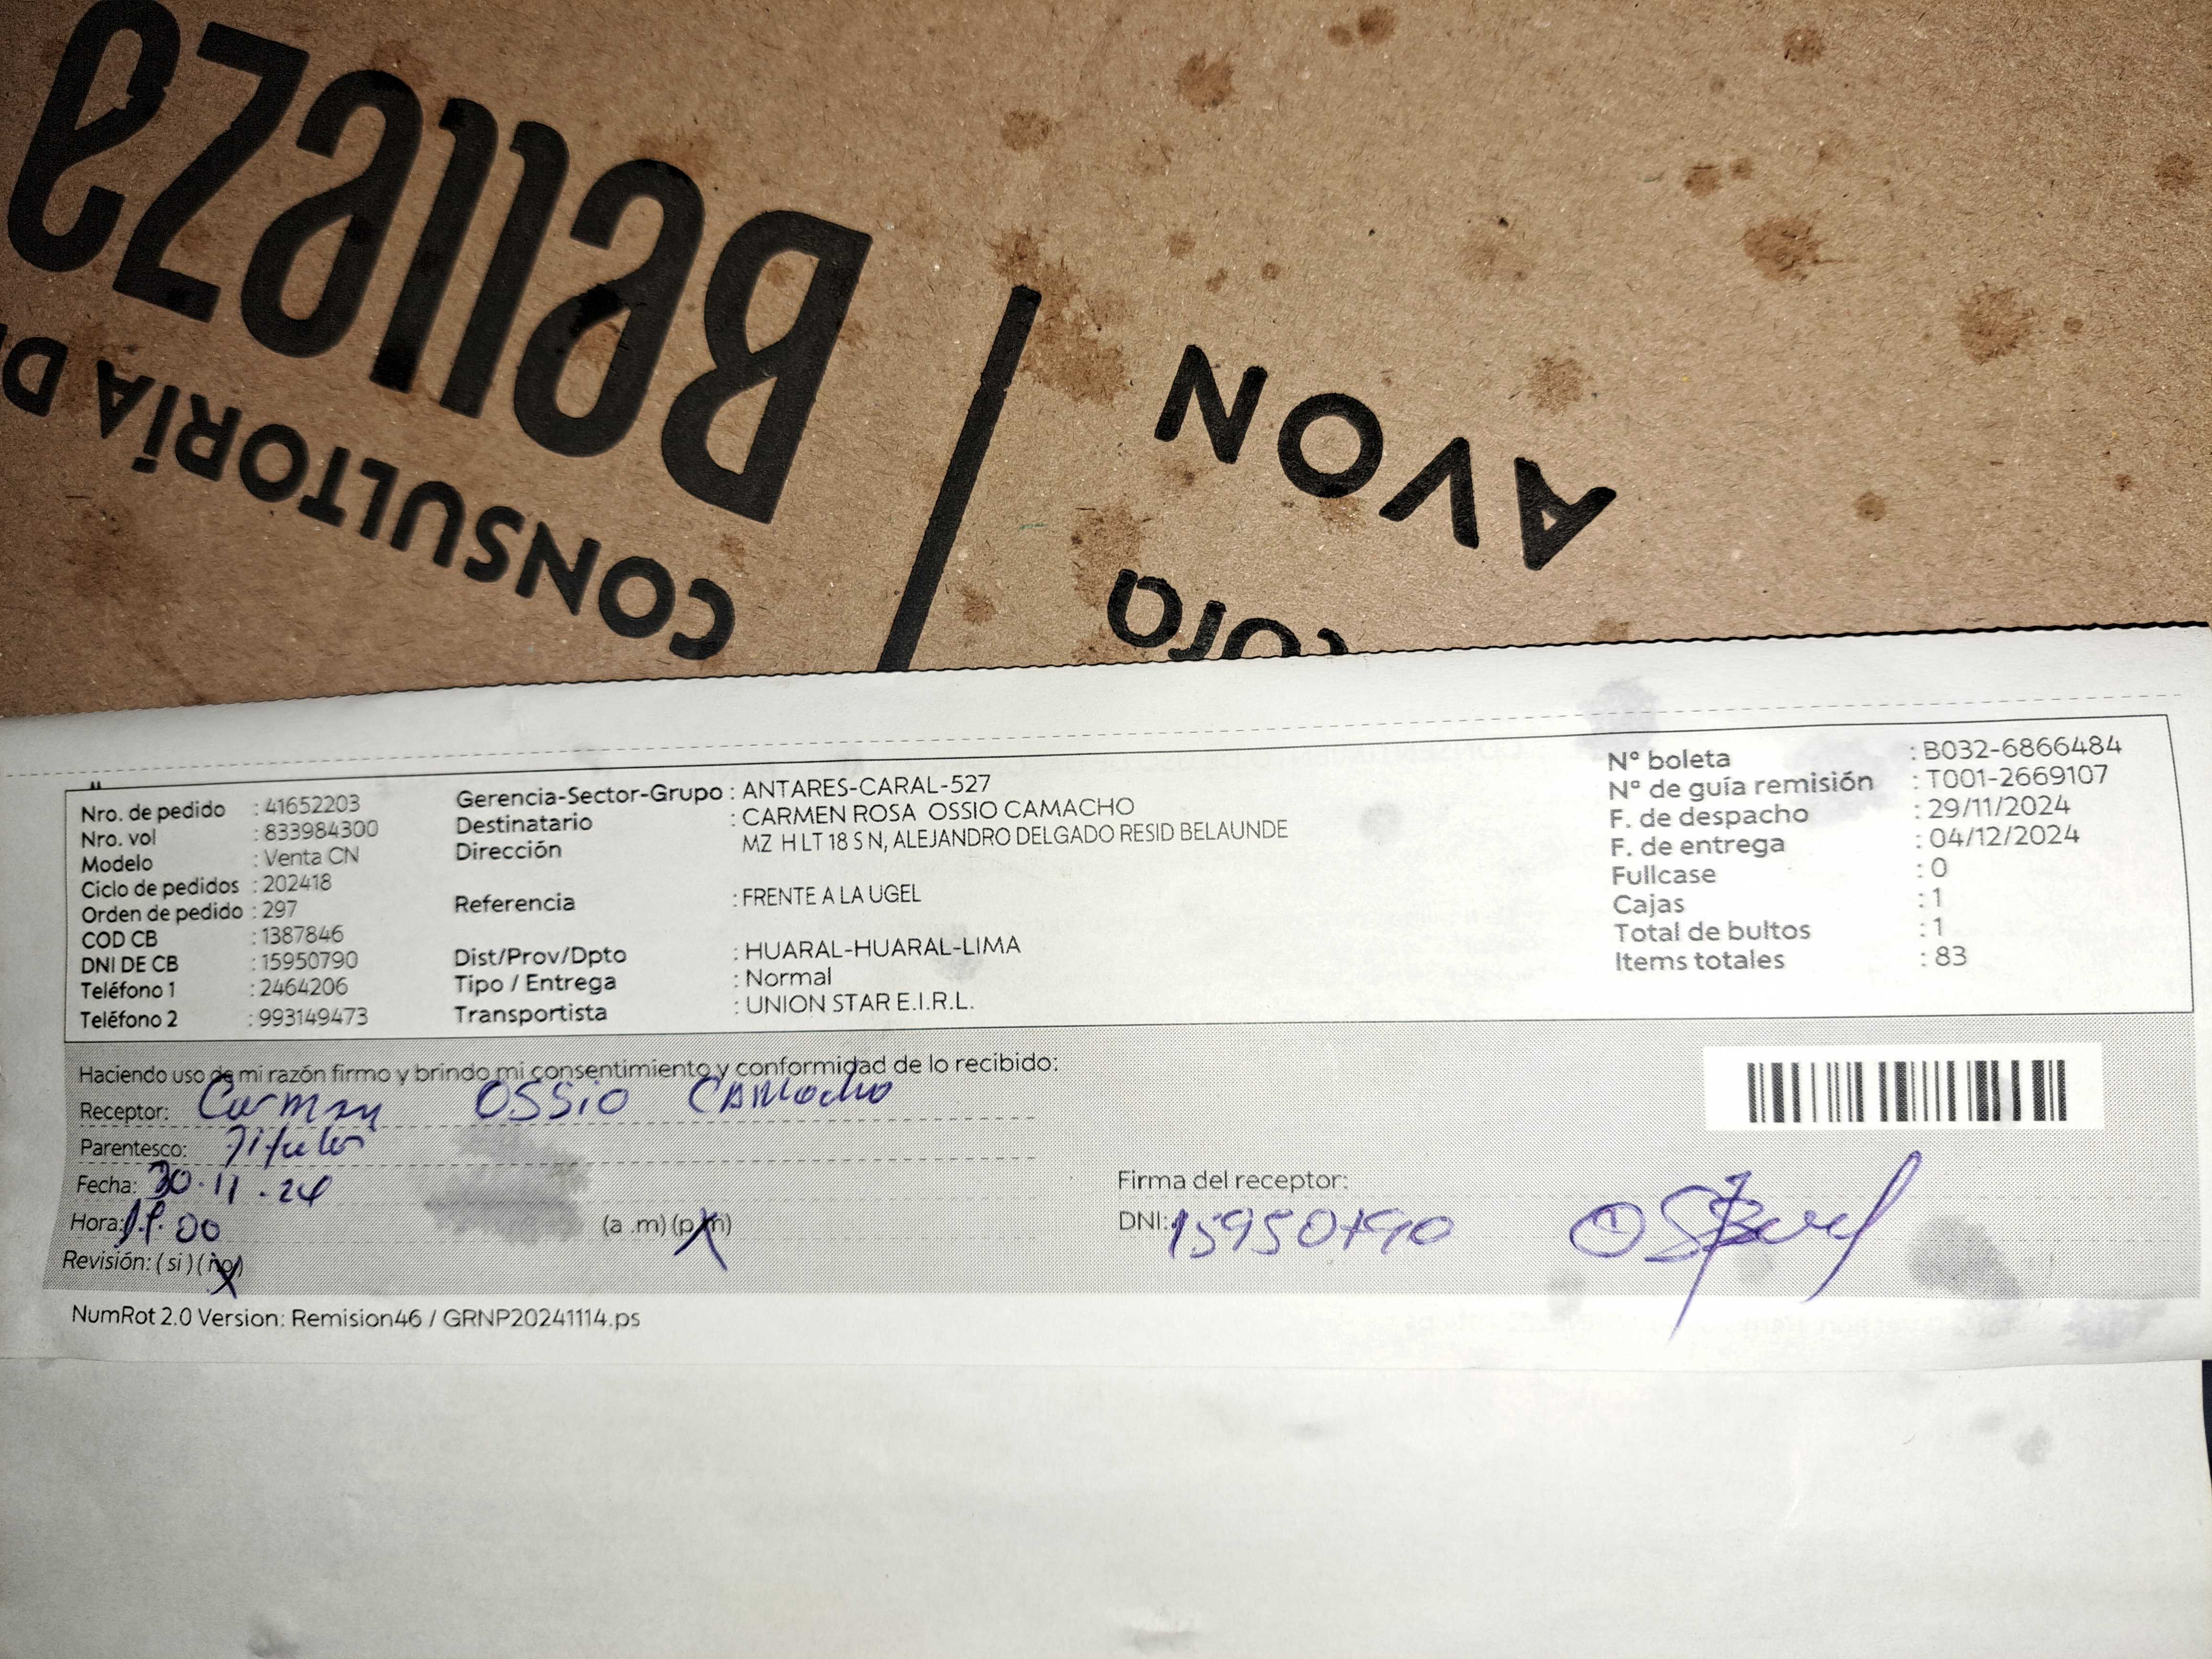 Belleza
CONSULTORÍA D
AVON
Nro. de pedido : 41652203
Nro. vol : 833984300
Modelo : Venta CN
Ciclo de pedidos : 202418
Orden de pedido : 297
COD CB : 1387846
DNI DE CB : 15950790
Teléfono 1 : 2464206
Teléfono 2 : 993149473
Gerencia-Sector-Grupo : ANTARES-CARAL-527
Destinatario : CARMEN ROSA OSSIO CAMACHO
Dirección MZ H LT 18 S N, ALEJANDRO DELGADO RESID BELAUNDE
Referencia : FRENTE A LA UGEL
Dist/Prov/Dpto : HUARAL-HUARAL-LIMA
Tipo / Entrega : Normal
Transportista : UNION STAR E.I.R.L.
N° boleta : B032-6866484
N° de guía remisión : T001-2669107
F. de despacho : 29/11/2024
F. de entrega : 04/12/2024
Fullcase : 0
Cajas : 1
Total de bultos : 1
Items totales : 83
Haciendo uso de mi razón firmo y brindo mi consentimiento y conformidad de lo recibido:
Receptor: Carmen OSSIO CAMacho
Parentesco: Titular
Fecha: 30.11.24
Hora: 00 (a .m) (p.m)
Revisión: ( si ) ( no )
Firma del receptor:
DNI: 15950790
NumRot 2.0 Version: Remision46 / GRNP20241114.ps